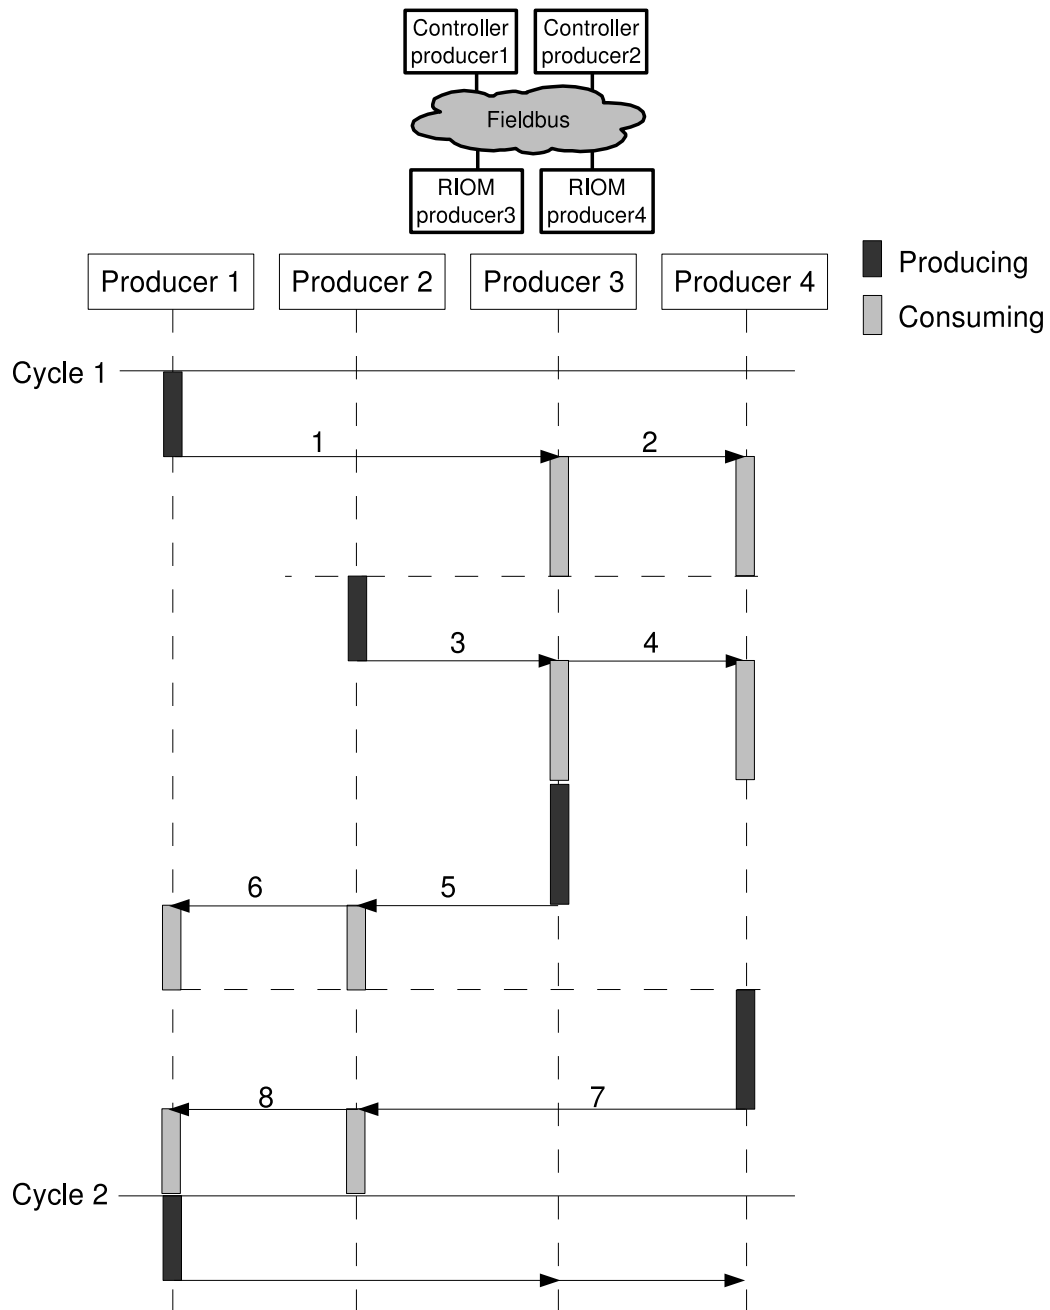 Controller
producer1
Controller
producer2
Fieldbus
RIOM
producer3
RIOM
producer4
Producer 1
Producer 2
Producer 3
Producer 4
Producing
Consuming
Cycle 1
1
2
3
4
6
5
8
7
Cycle 2